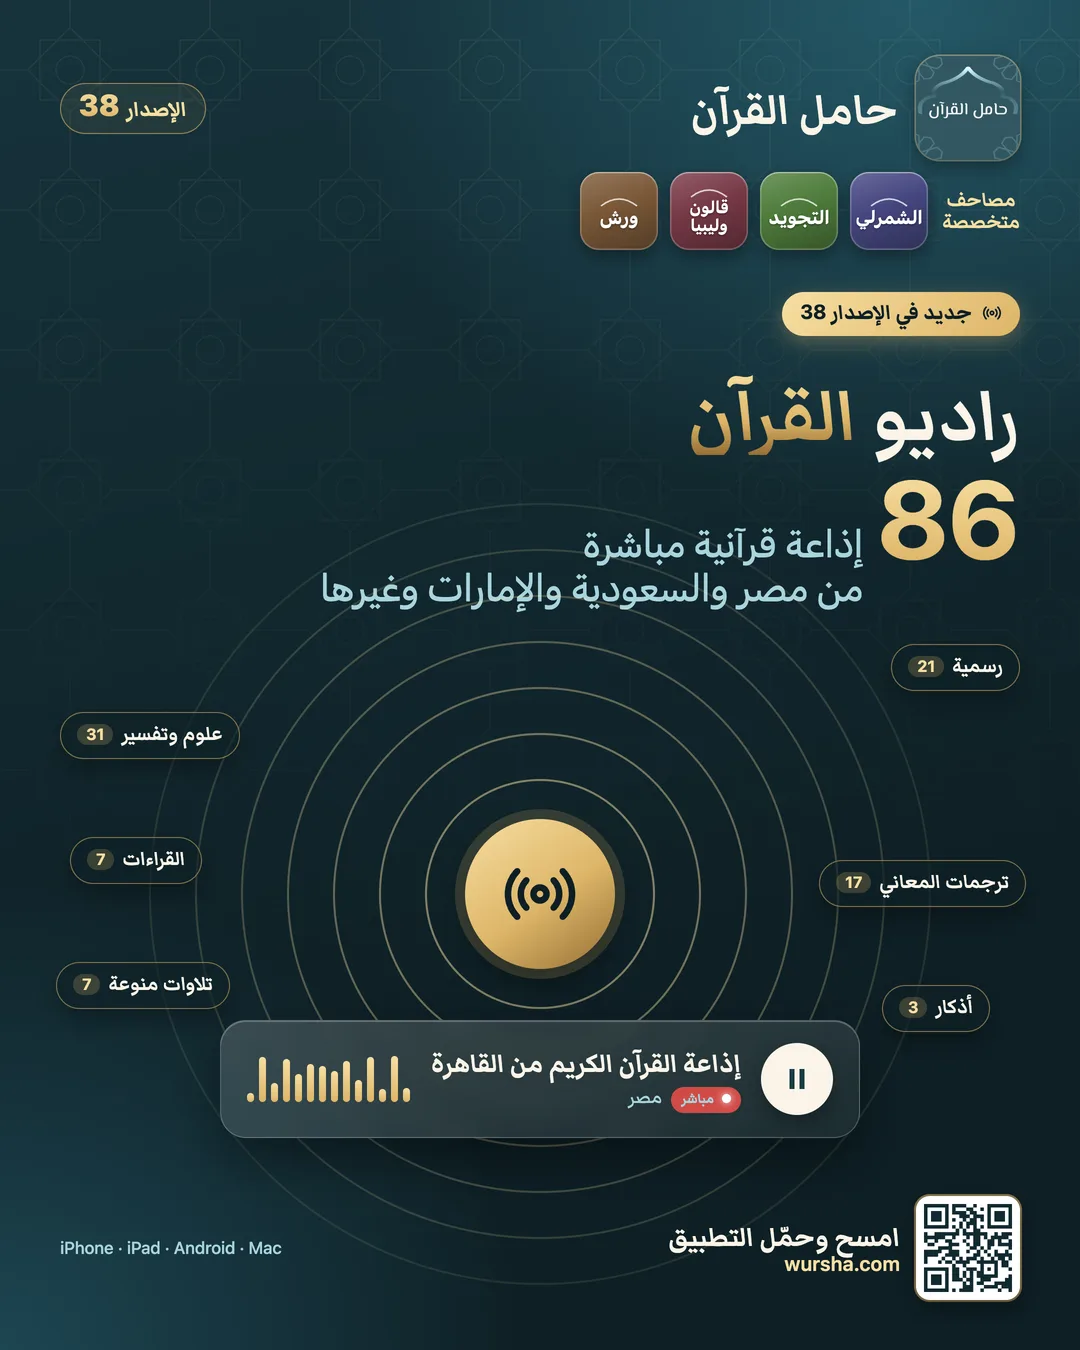 حامل القرآن
حامل القرآن
الإصدار 38
مصاحف
متخصصة
الشمرلي
التجويد
قالون
وليبيا
ورش
جديد في الإصدار 38
راديو القرآن
86
إذاعة قرآنية مباشرة
من مصر والسعودية والإمارات وغيرها
رسمية 21
علوم وتفسير 31
القراءات 7
ترجمات المعاني 17
تلاوات منوعة 7
أذكار 3
إذاعة القرآن الكريم من القاهرة
مباشر مصر
امسح وحمّل التطبيق
wursha.com
iPhone · iPad · Android · Mac